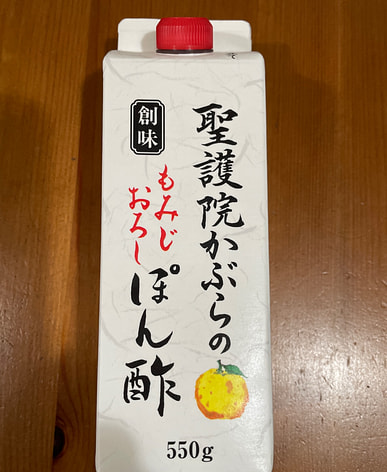 聖護院かぶらの
もみじ
おろし
ぽん酢
創味
550g